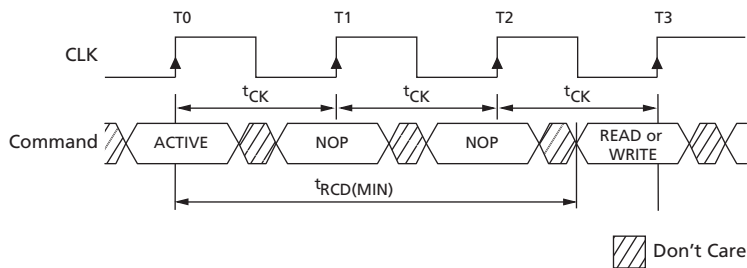 T0 T1 T2 T3
CLK
tCK tCK tCK
Command ACTIVE NOP NOP READ or
WRITE
tRCD(MIN)
Don't Care